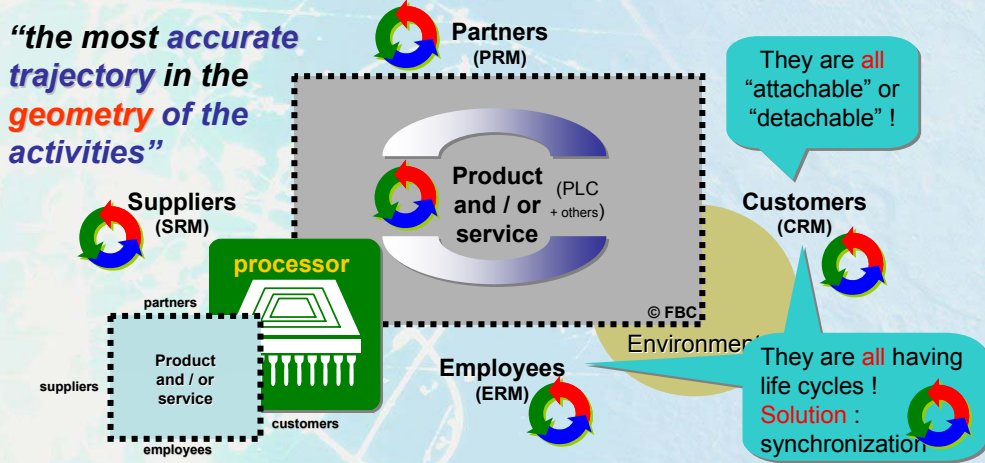 “the most accurate
trajectory in the
geometry of the
activities”
Partners
(PRM)
They are all
“attachable” or
“detachable” !
Suppliers
(SRM)
Product
and / or
service
(PLC
+ others)
Customers
(CRM)
processor
© FBC
Environment
partners
Product
and / or
service
suppliers
customers
employees
Employees
(ERM)
They are all having
life cycles !
Solution :
synchronization